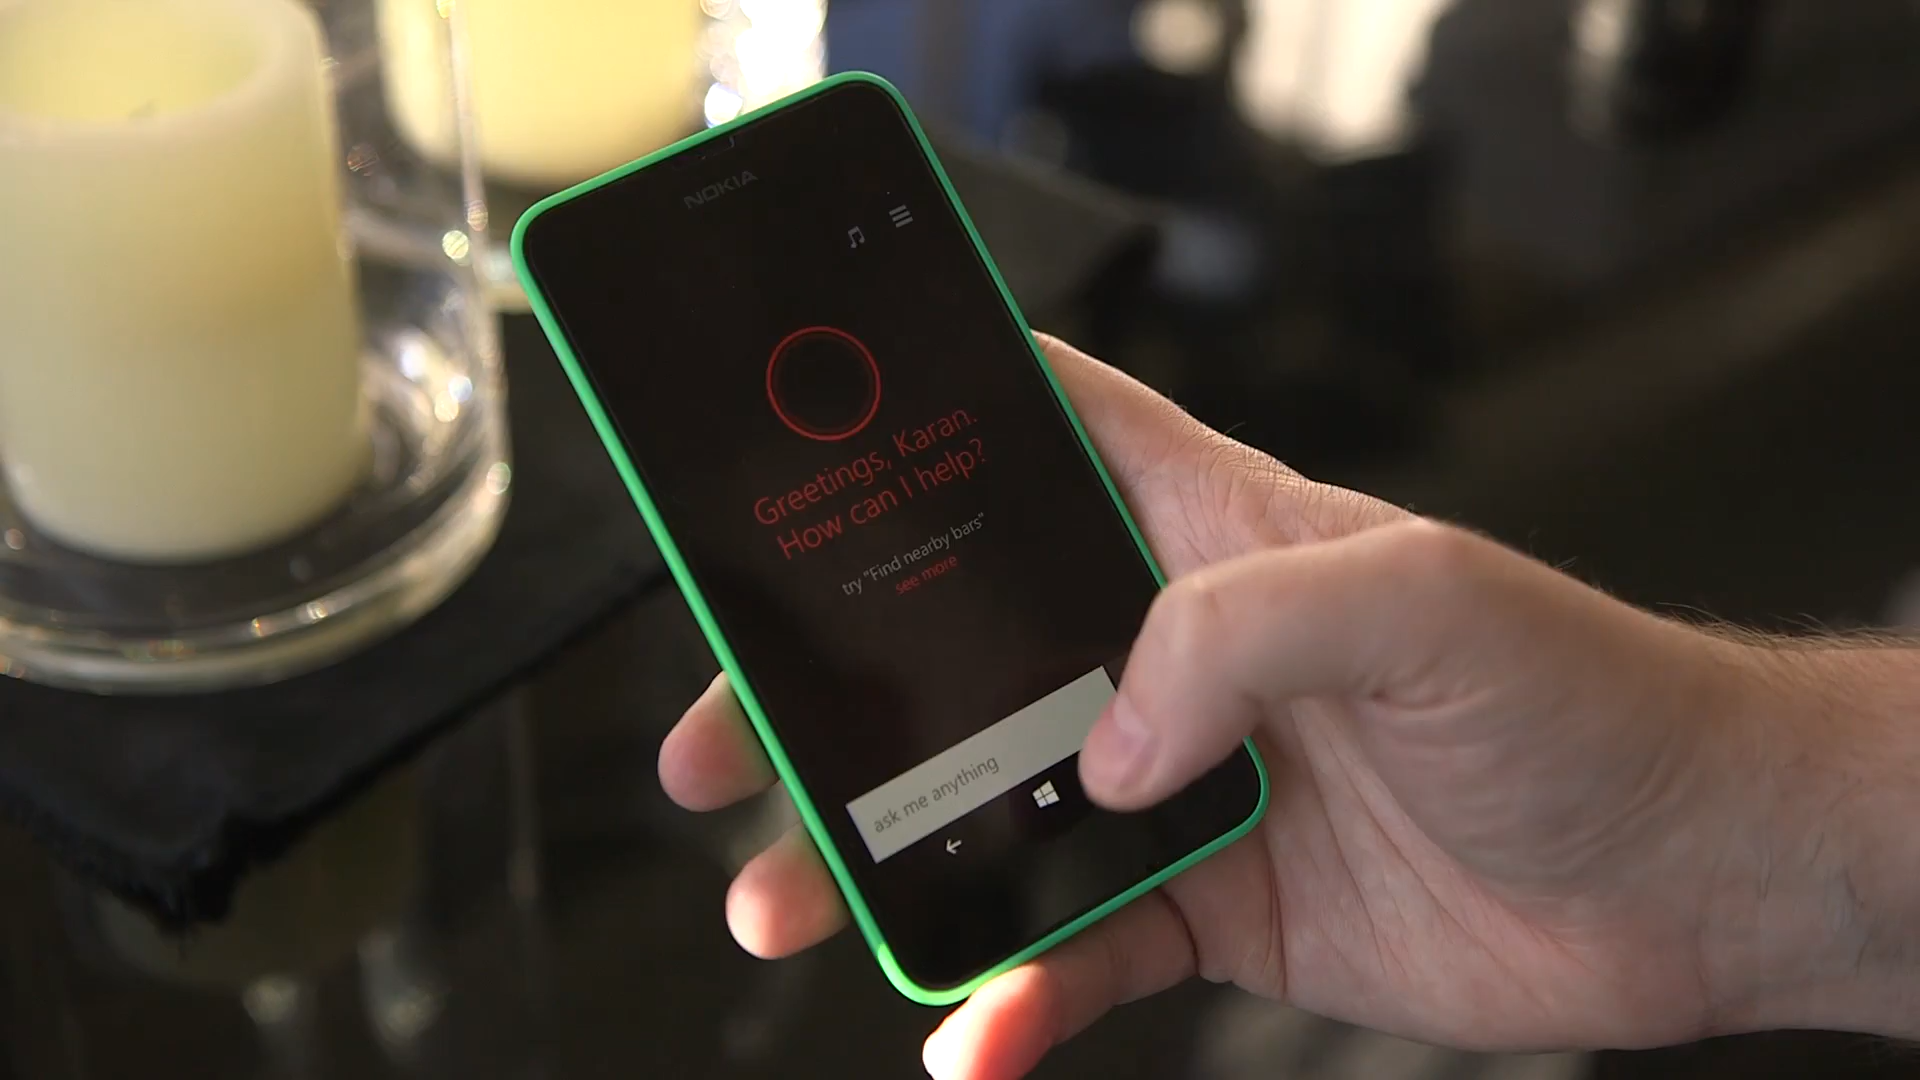 NOKIA
Greetings, Karan.
How can I help?
try "Find nearby bars"
see more
ask me anything